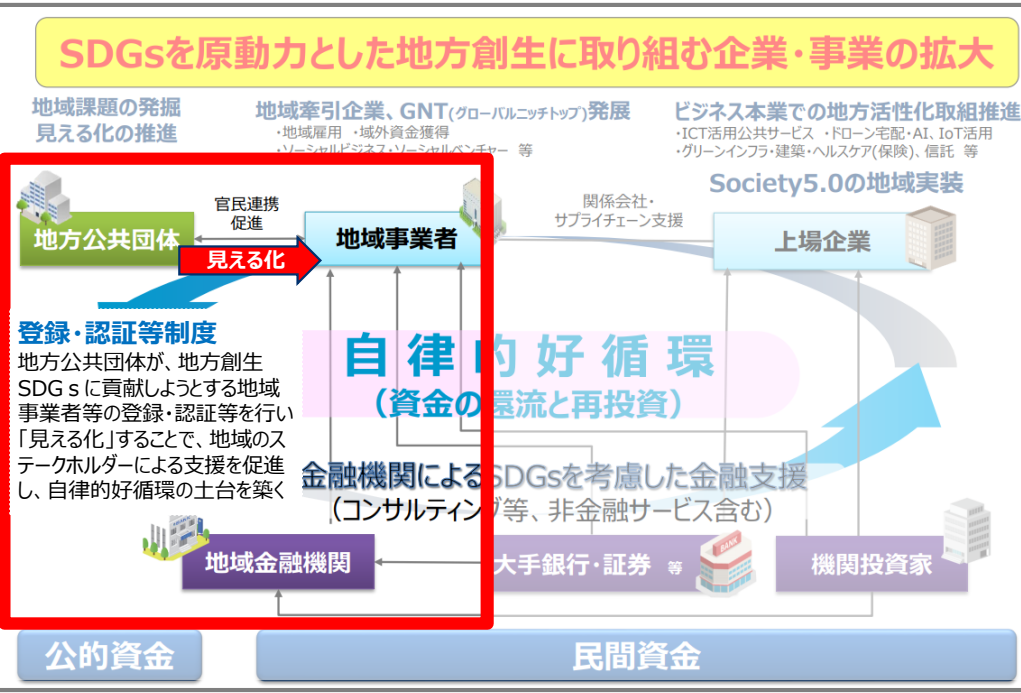 SDGsを原動力とした地方創生に取り組む企業・事業の拡大
地域課題の発掘
見える化の推進
地域牽引企業、GNT(グローバルニッチトップ)発展
・地域雇用 ・域外資金獲得
・ソーシャルビジネス・ソーシャルベンチャー 等
ビジネス本業での地方活性化取組推進
・ICT活用公共サービス ・ドローン宅配・AI、IoT活用
・グリーンインフラ・建築・ヘルスケア(保険)、信託 等
Society5.0の地域実装
地方公共団体
官民連携
促進
見える化
地域事業者
関係会社・
サプライチェーン支援
上場企業
登録・認証等制度
地方公共団体が、地方創生
SDGsに貢献しようとする地域
事業者等の登録・認証等を行い
「見える化」することで、地域のス
テークホルダーによる支援を促進
し、自律的好循環の土台を築く
自律的好循環
（資金の還流と再投資）
金融機関によるSDGsを考慮した金融支援
（コンサルティング等、非金融サービス含む）
地域金融機関
大手銀行・証券 等
BANK
機関投資家
公的資金
民間資金